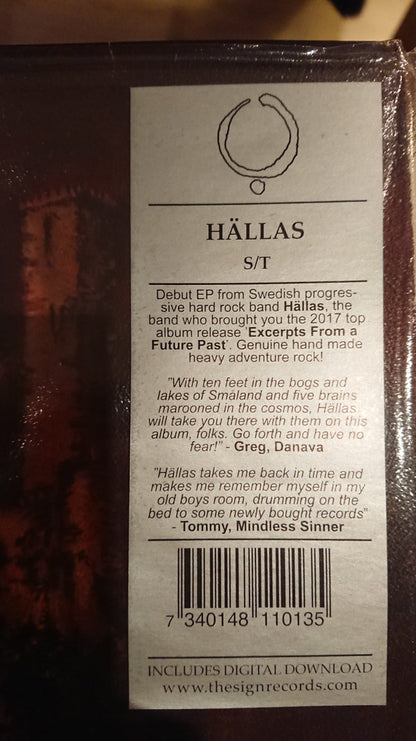 HÄLLAS
S/T
Debut EP from Swedish progres-
sive hard rock band Hällas, the
band who brought you the 2017 top
album release 'Excerpts From a
Future Past'. Genuine hand made
heavy adventure rock!
"With ten feet in the bogs and
lakes of Småland and five brains
marooned in the cosmos, Hällas
will take you there with them on this
album, folks. Go forth and have no
fear!" - Greg, Danava
"Hällas takes me back in time and
makes me remember myself in my
old boys room, drumming on the
bed to some newly bought records"
- Tommy, Mindless Sinner
7 340148 110135
INCLUDES DIGITAL DOWNLOAD
www.thesignrecords.com